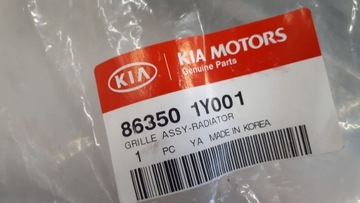 KIA KIA MOTORS
Genuine Parts
86350 1Y001
GRILLE ASSY-RADIATOR
1 PC YA MADE IN KOREA